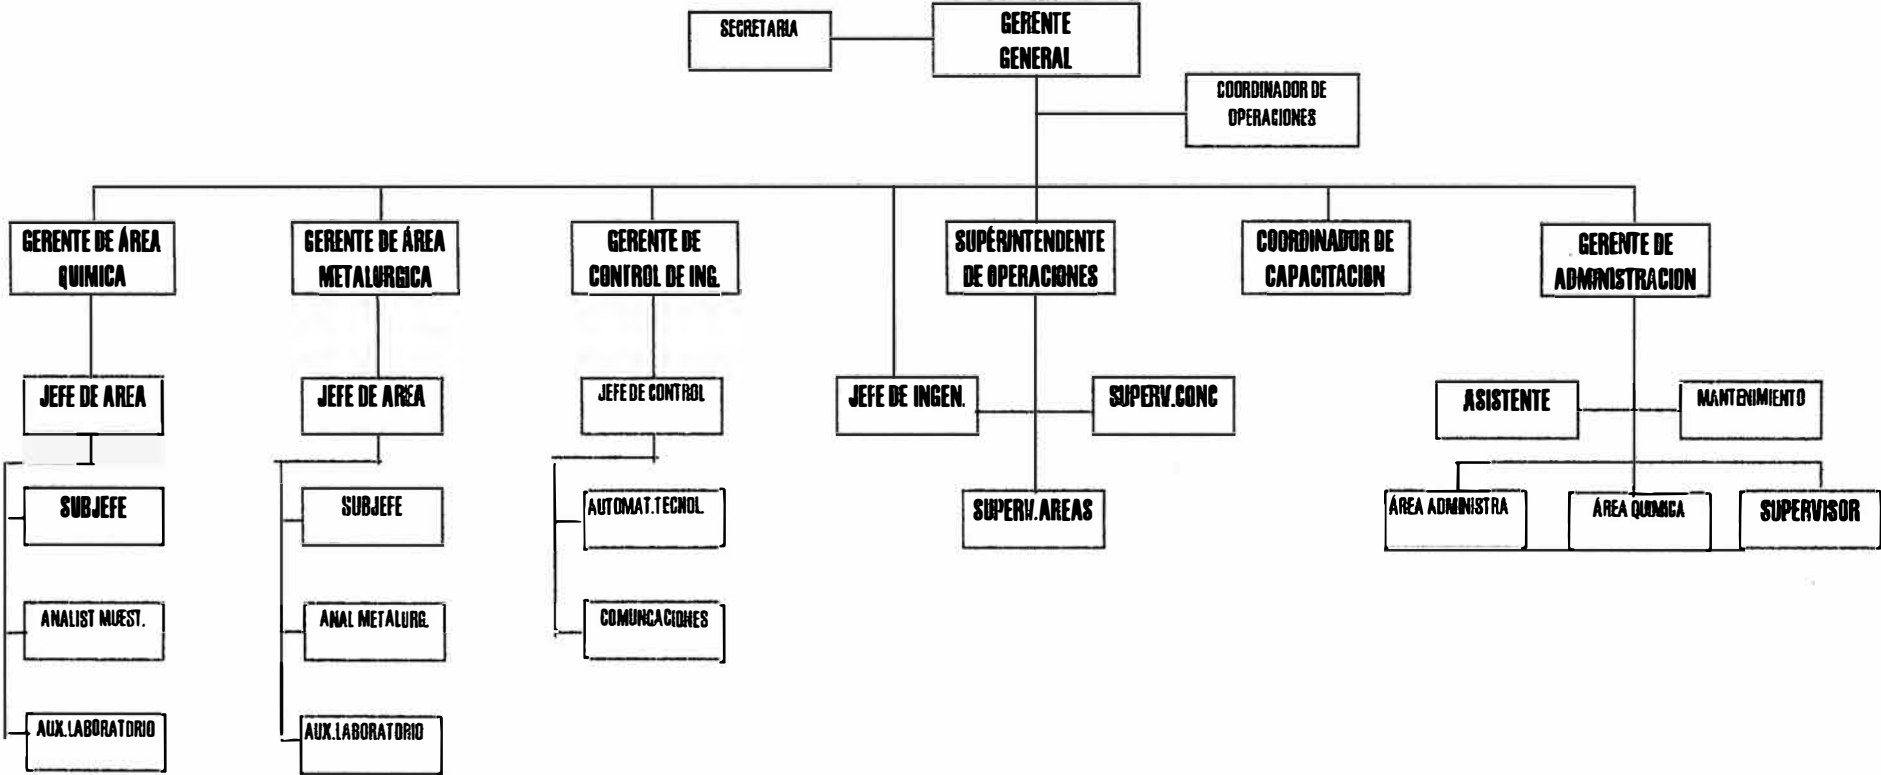 SECRETARIA
GERENTE
GENERAL
COORDINADOR DE
OPERACIONES
GERENTE DE ÁREA
QUIMICA
GERENTE DE ÁREA
METALURGICA
GERENTE DE
CONTROL DE ING.
SUPÉRINTENDENTE
DE OPERACIONES
COORDINADOR DE
CAPACITACION
GERENTE DE
ADMINISTRACION
JEFE DE AREA
JEFE DE AREA
JEFE DE CONTROL
JEFE DE INGEN.
SUPERV.CONC
ASISTENTE
MANTENIMIENTO
SUBJEFE
SUBJEFE
AUTOMAT.TECNOL.
SUPERV.AREAS
ÁREA ADMINISTRA
ÁREA QUIMICA
SUPERVISOR
ANALIST MUEST.
ANAL METALURG.
COMUNCACIONES
AUX.LABORATORIO
AUX.LABORATORIO